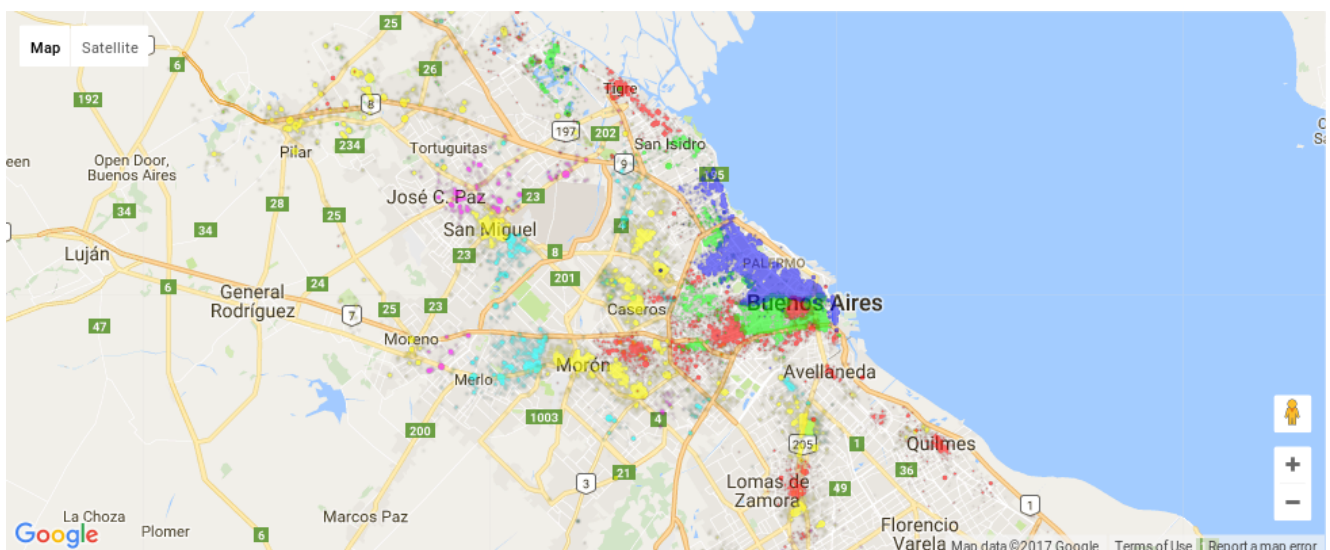 Map Satellite
25
6
26
192
8
Tigre
197
202
een
Open Door,
Buenos Aires
Pilar
234
Tortuguitas
San Isidro
9
195
José C. Paz
23
28
34
25
34
San Miguel
4
Luján
23
8
PALERMO
6
24
201
General
Rodríguez
25
23
Caseros
Buenos Aires
47
7
Moreno
Merlo
Morón
Avellaneda
200
1003
4
205
1
Quilmes
21
3
36
Lomas de
Zamora
49
1
La Choza
Plomer
6
Marcos Paz
Florencio
Varela
Google
Map data ©2017 Google Terms of Use Report a map error